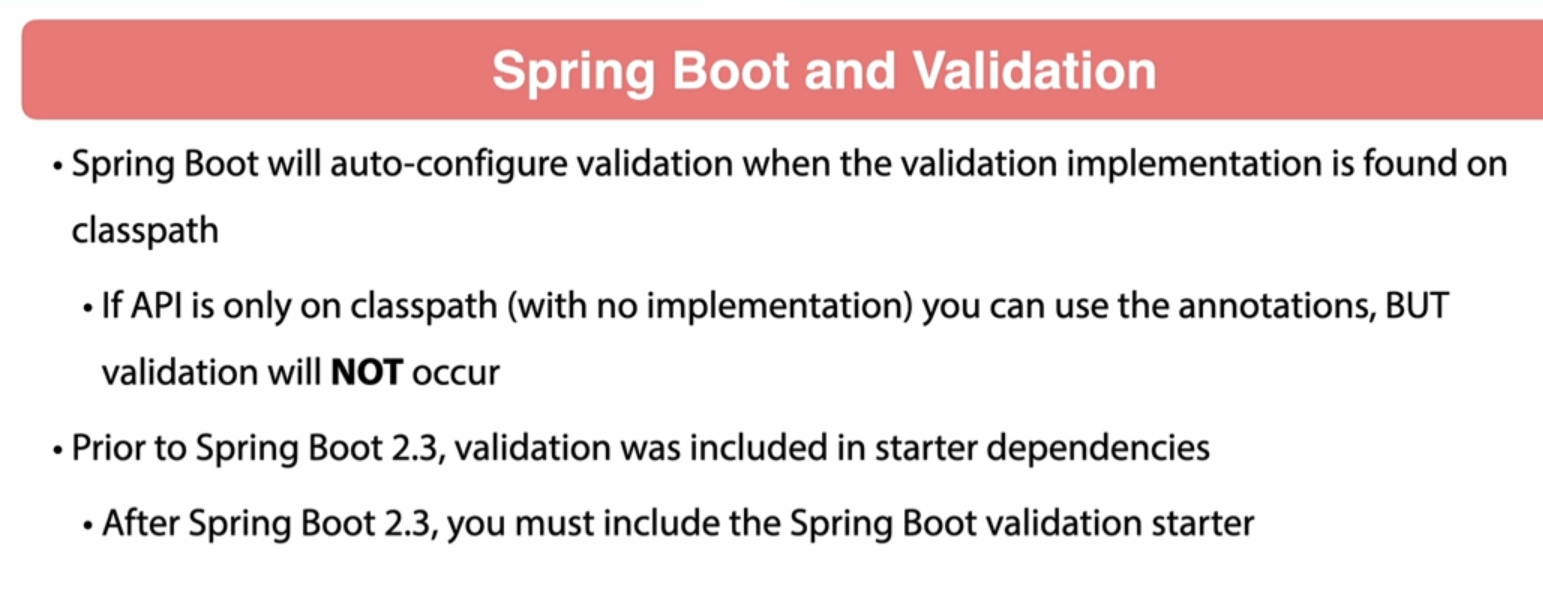 Spring Boot and Validation
• Spring Boot will auto-configure validation when the validation implementation is found on
classpath
• If API is only on classpath (with no implementation) you can use the annotations, BUT
validation will NOT occur
• Prior to Spring Boot 2.3, validation was included in starter dependencies
• After Spring Boot 2.3, you must include the Spring Boot validation starter